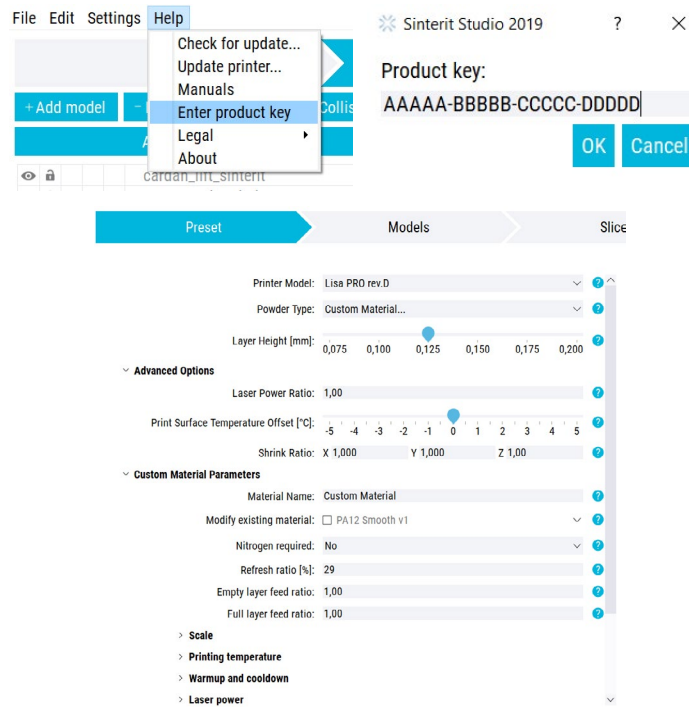 File Edit Settings Help
Check for update...
Update printer...
Manuals
Enter product key
Legal
About
+Add model
Collis
cardan_lift_sinterit
Sinterit Studio 2019 ? ×
Product key:
AAAAA-BBBBB-CCCCC-DDDDD
OK Cancel
Preset Models Slice
Printer Model: Lisa PRO rev.D ?
Powder Type: Custom Material... ?
Layer Height [mm]: ?
0,075 0,100 0,125 0,150 0,175 0,200
Advanced Options
Laser Power Ratio: 1,00 ?
Print Surface Temperature Offset [°C]: ?
-5 -4 -3 -2 -1 0 1 2 3 4 5
Shrink Ratio: X 1,000 Y 1,000 Z 1,00 ?
Custom Material Parameters
Material Name: Custom Material ?
Modify existing material: PA12 Smooth v1 ?
Nitrogen required: No ?
Refresh ratio [%]: 29 ?
Empty layer feed ratio: 1,00 ?
Full layer feed ratio: 1,00 ?
Scale
Printing temperature
Warmup and cooldown
Laser power